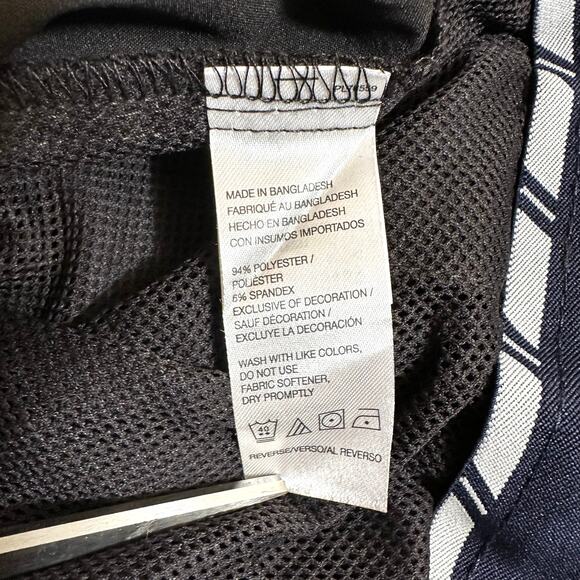 MADE IN BANGLADESH
FABRIQUÉ AU BANGLADESH
HECHO EN BANGLADESH
CON INSUMOS IMPORTADOS
94% POLYESTER /
POLIÉSTER
6% SPANDEX
EXCLUSIVE OF DECORATION /
SAUF DÉCORATION /
EXCLUYE LA DECORACIÓN
WASH WITH LIKE COLORS,
DO NOT USE
FABRIC SOFTENER,
DRY PROMPTLY
40
REVERSE/VERSO/AL REVERSO